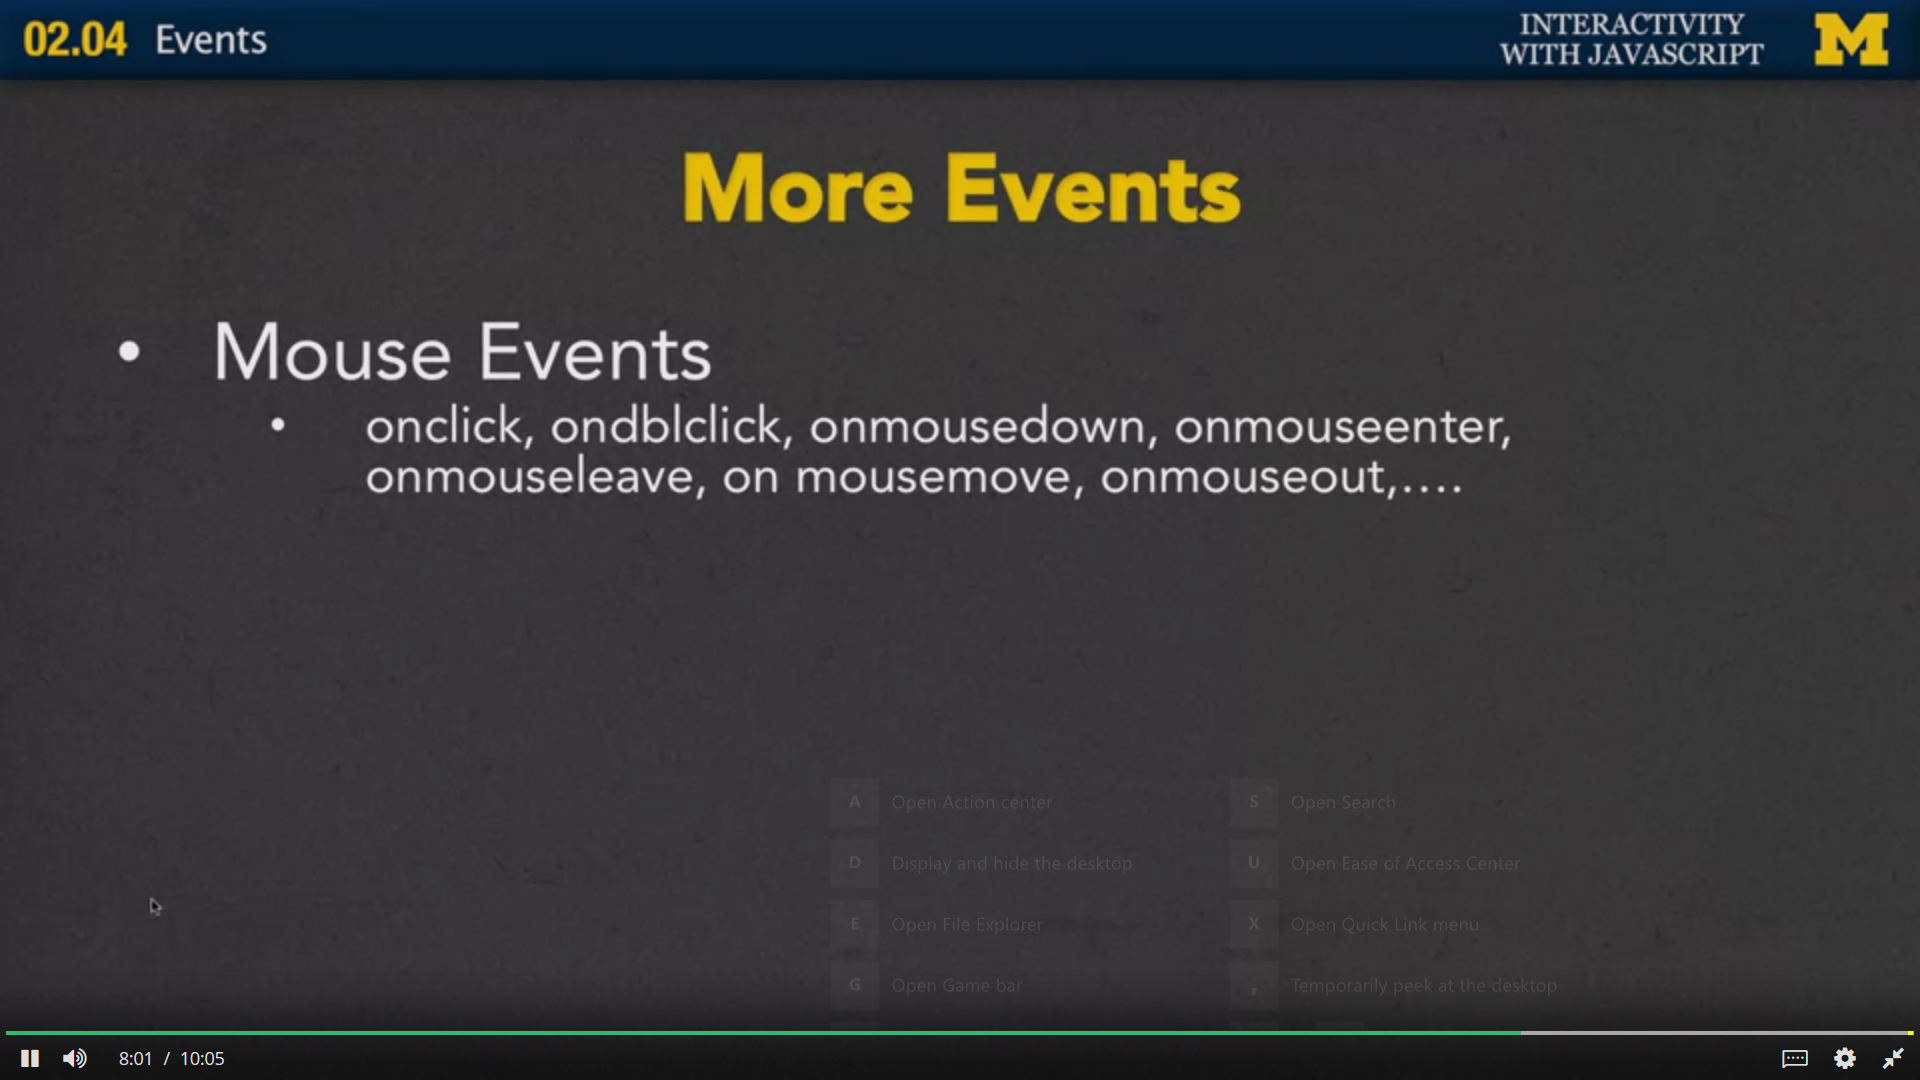 02.04 Events
INTERACTIVITY
WITH JAVASCRIPT
M
More Events
• Mouse Events
• onclick, ondblclick, onmousedown, onmouseenter,
onmouseleave, on mousemove, onmouseout,....
A Open Action center
S Open Search
D Display and hide the desktop
U Open Ease of Access Center
E Open File Explorer
X Open Quick Link menu
G Open Game bar
, Temporarily peek at the desktop
8:01 / 10:05